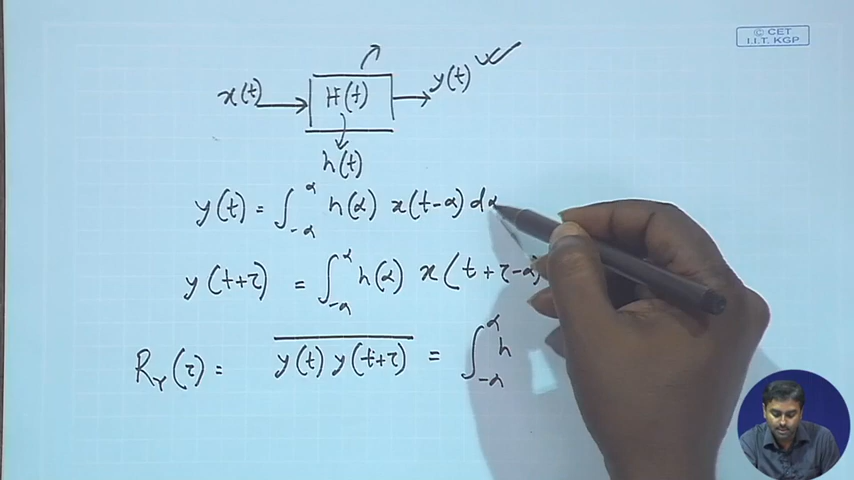 © CET
I.I.T. KGP
x(t) H(t) y(t)
h(t)
y(t) = ∫_{-α}^{α} h(α) x(t-α) dα
y(t+τ) = ∫_{-α}^{α} h(α) x(t+τ-α)
R_Y(τ) = \overline{y(t) y(t+τ)} = ∫_{-α}^{α} h